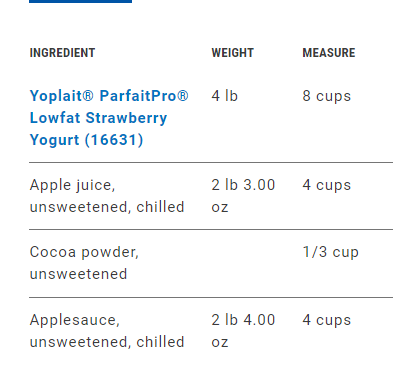 INGREDIENT WEIGHT MEASURE
Yoplait® ParfaitPro® 4 lb 8 cups
Lowfat Strawberry
Yogurt (16631)
Apple juice, 2 lb 3.00 4 cups
unsweetened, chilled oz
Cocoa powder, 1/3 cup
unsweetened
Applesauce, 2 lb 4.00 4 cups
unsweetened, chilled oz